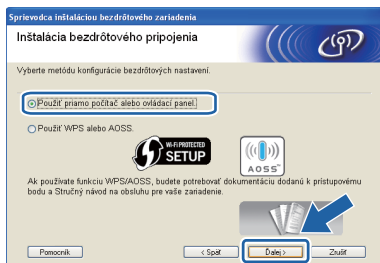 Sprievodca inštaláciou bezdrôtového zariadenia
Inštalácia bezdrôtového pripojenia
Vyberte metódu konfigurácie bezdrôtových nastavení.
Použiť priamo počítač alebo ovládací panel.
Použiť WPS alebo AOSS.
Wi-Fi PROTECTED
SETUP
AOSS™
Ak používate funkciu WPS/AOSS, budete potrebovať dokumentáciu dodanú k prístupovému
bodu a Stručný návod na obsluhu pre vaše zariadenie.
Pomocník
< Späť
Ďalej >
Zrušiť